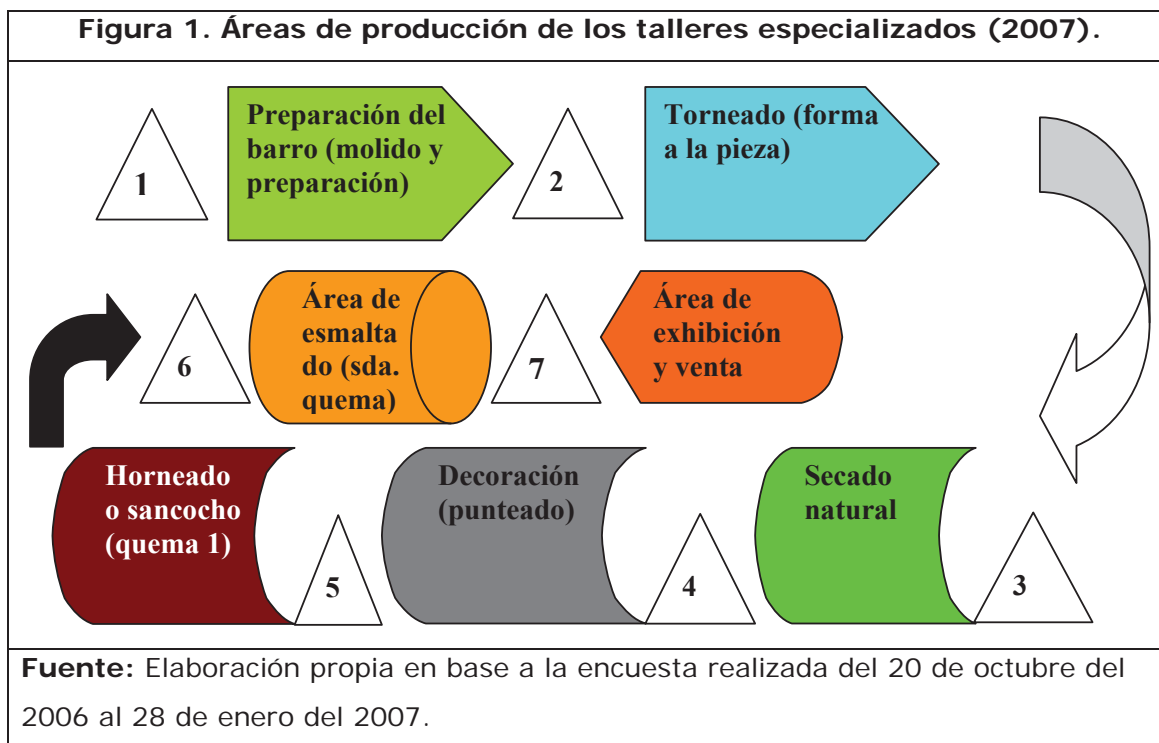 Figura 1. Áreas de producción de los talleres especializados (2007).
1
Preparación del
barro (molido y
preparación)
2
Torneado (forma
a la pieza)
6
Área de
esmalta
do (sda.
quema)
7
Área de
exhibición
y venta
Horneado
o sancocho
(quema 1)
5
Decoración
(punteado)
4
Secado
natural
3
Fuente: Elaboración propia en base a la encuesta realizada del 20 de octubre del
2006 al 28 de enero del 2007.